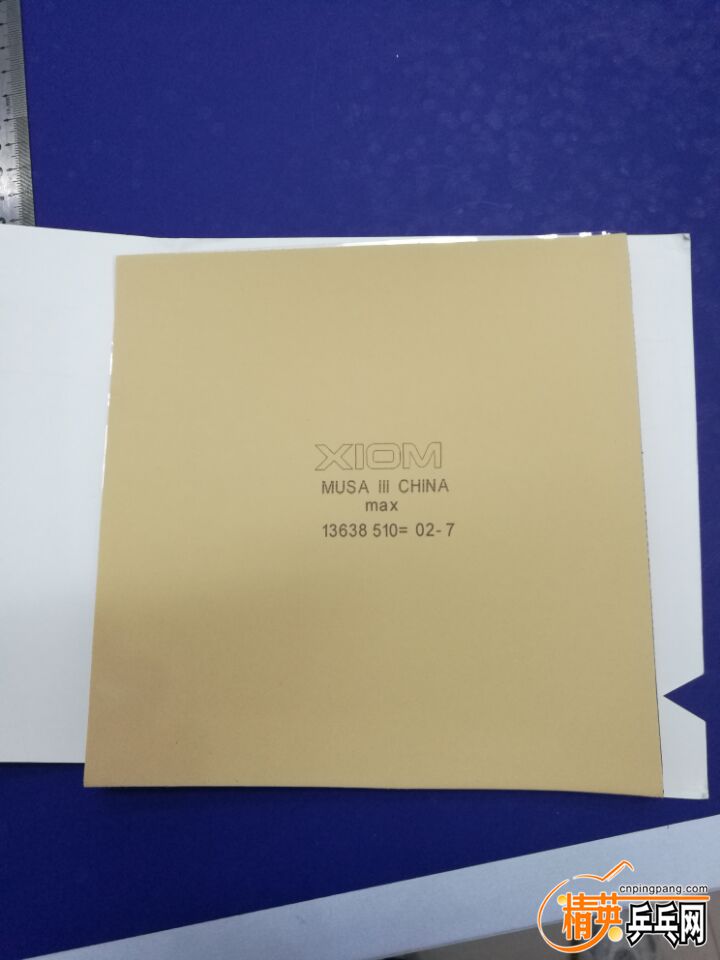 XIOM
MUSA III CHINA
max
13638 510= 02-7
cnpingpang.com
精英乒乓网